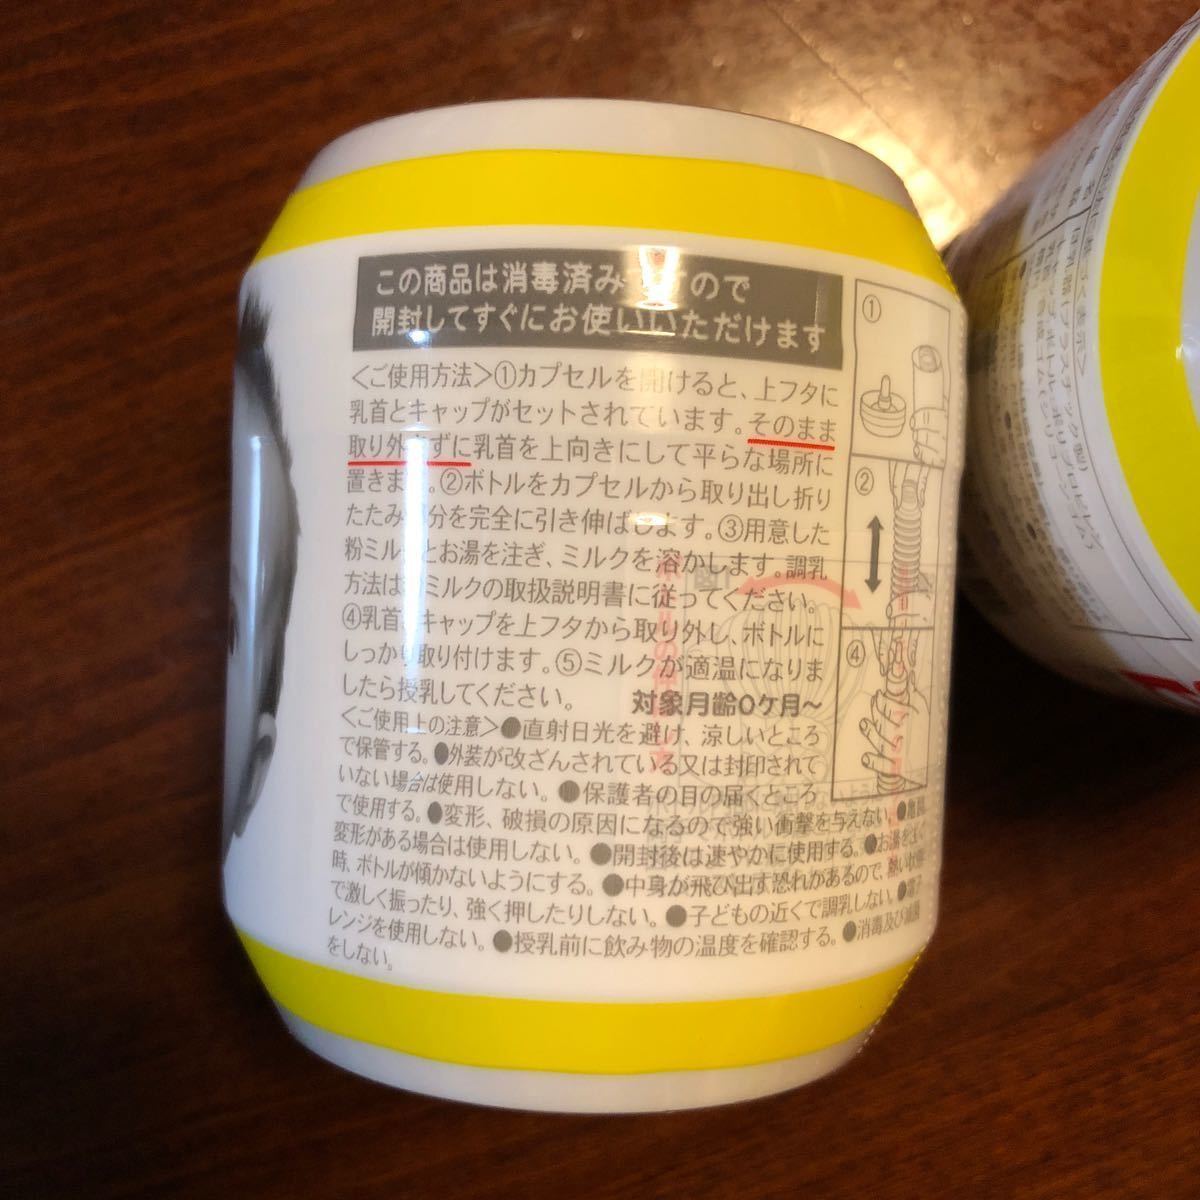 この商品は消毒済みですので
開封してすぐにお使いいただけます
<ご使用方法>①カプセルを開けると、上フタに
乳首とキャップがセットされています。そのまま
取り外さずに乳首を上向きにして平らな場所に
置きます。②ボトルをカプセルから取り出し折り
たたみ部分を完全に引き伸ばします。③用意した
粉ミルクとお湯を注ぎ、ミルクを溶かします。調乳
方法は ミルクの取扱説明書に従ってください。
④乳首 キャップを上フタから取り外し、ボトルに
しっかり取り付けます。⑤ミルクが適温になりま
したら授乳してください。 対象月齢0ケ月~
<ご使用上の注意>●直射日光を避け、涼しいところ
で保管する。●外装が改ざんされている又は封印されて
いない場合は使用しない。●保護者の目の届くところ
で使用する。●変形、破損の原因になるので強い衝撃を与えない。●
変形がある場合は使用しない。●開封後は速やかに使用する。●お湯を注ぐ
時、ボトルが傾かないようにする。●中身が飛び出す恐れがあるので、熱い状態
で激しく振ったり、強く押したりしない。●子どもの近くで調乳しない。●電子
レンジを使用しない。●授乳前に飲み物の温度を確認する。●消毒及び滅菌
をしない。
①
②
④